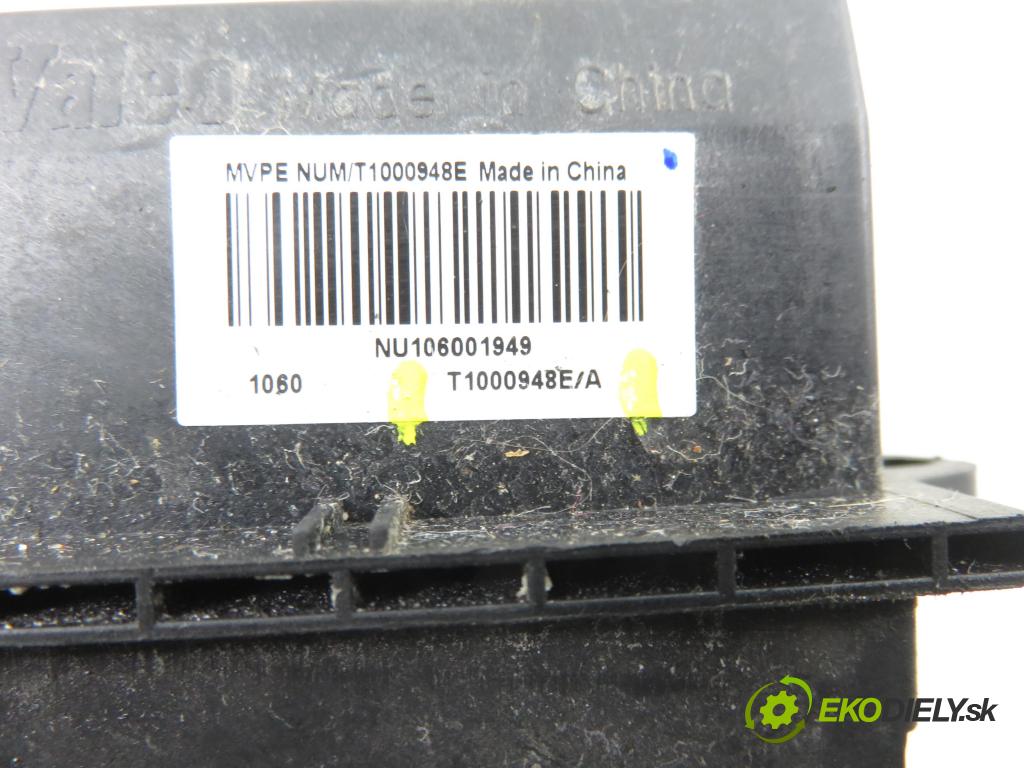 Valeo Made in China
MVPE NUM/T1000948E Made in China
NU106001949
1060 T1000948E/A
EKODIELY.sk